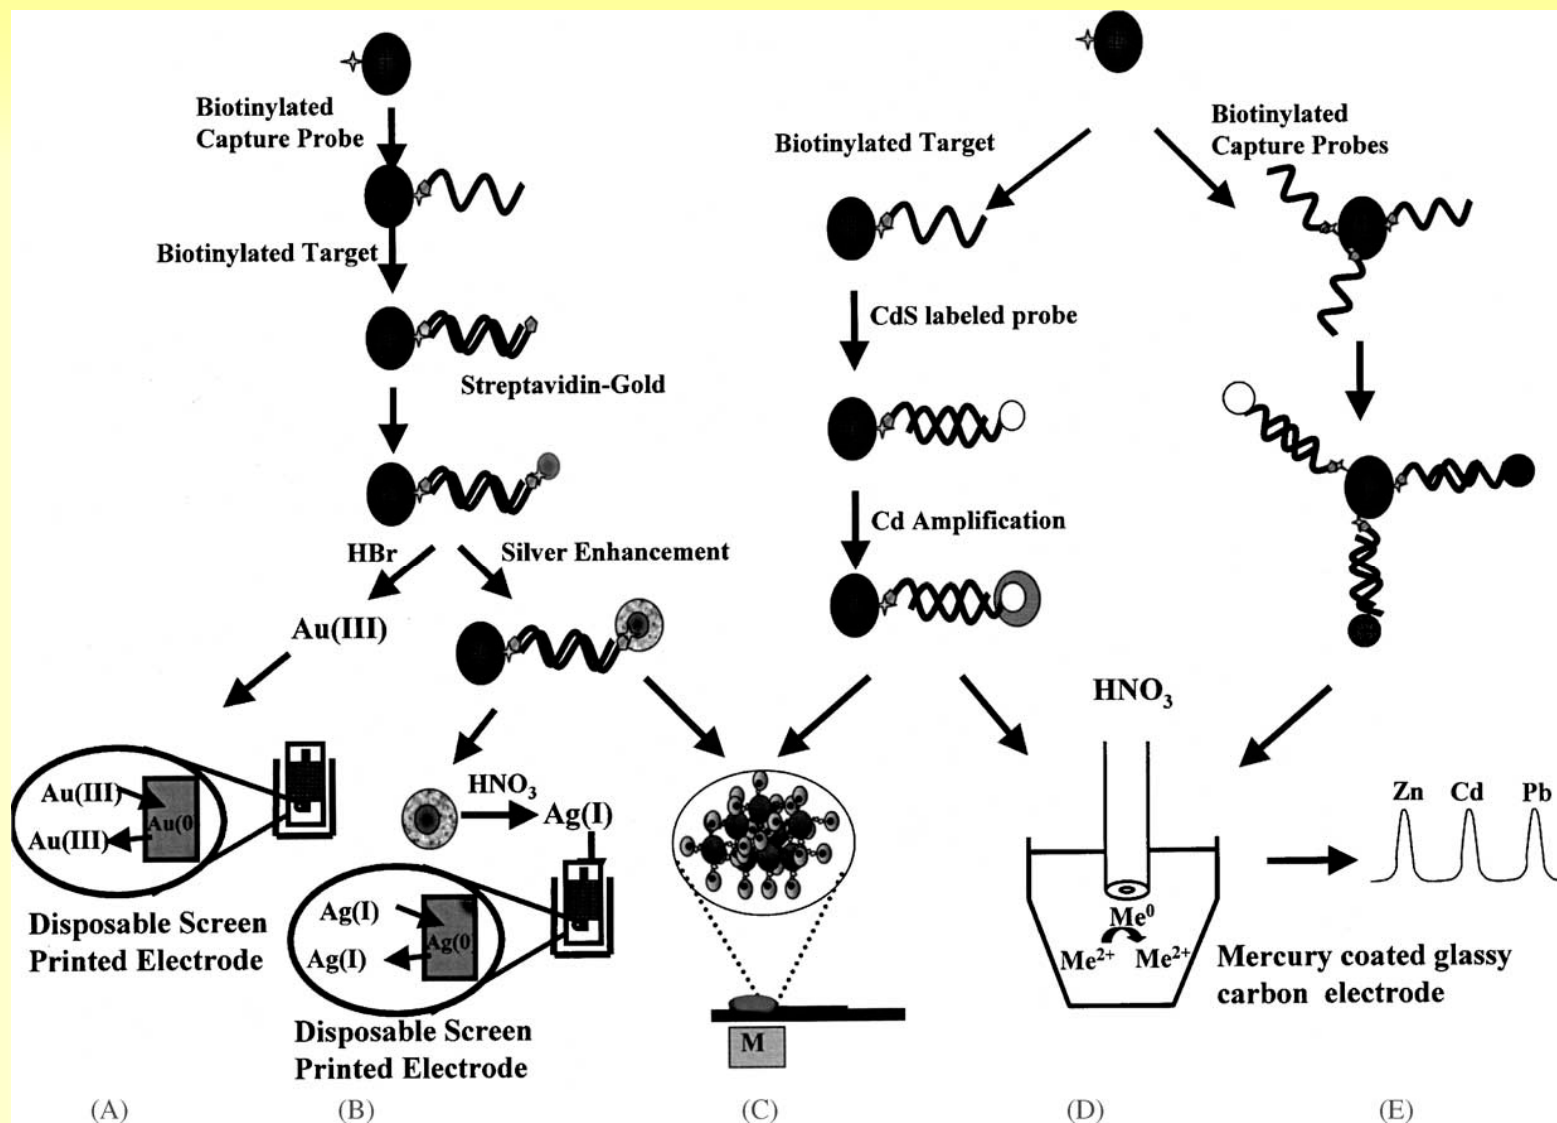 Biotinylated
Capture Probe
Biotinylated Target
Streptavidin-Gold
HBr
Silver Enhancement
Au(III)
Au(III)
Au(III)
Au(0
Disposable Screen
Printed Electrode
HNO3
Ag(I)
Ag(I)
Ag(I)
Ag(0
Disposable Screen
Printed Electrode
Biotinylated Target
CdS labeled probe
Cd Amplification
M
Biotinylated
Capture Probes
HNO3
Me0
Me2+
Me2+
Zn
Cd
Pb
Mercury coated glassy
carbon electrode
(A)
(B)
(C)
(D)
(E)